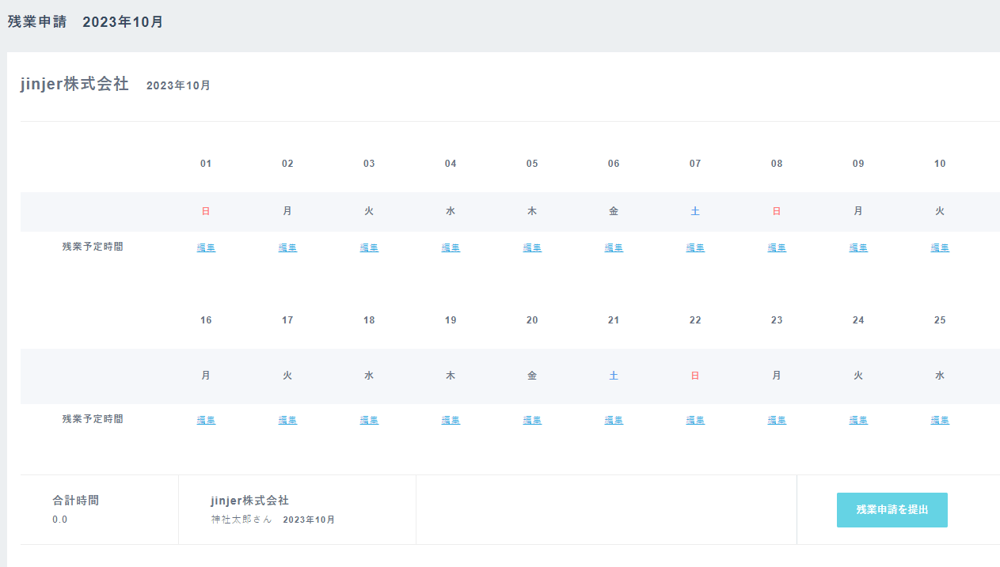 残業申請 2023年10月
jinjer株式会社 2023年10月
01 02 03 04 05 06 07 08 09 10
日 月 火 水 木 金 土 日 月 火
残業予定時間 編集 編集 編集 編集 編集 編集 編集 編集 編集 編集
16 17 18 19 20 21 22 23 24 25
月 火 水 木 金 土 日 月 火 水
残業予定時間 編集 編集 編集 編集 編集 編集 編集 編集 編集 編集
合計時間
0.0
jinjer株式会社
神社太郎さん 2023年10月
残業申請を提出